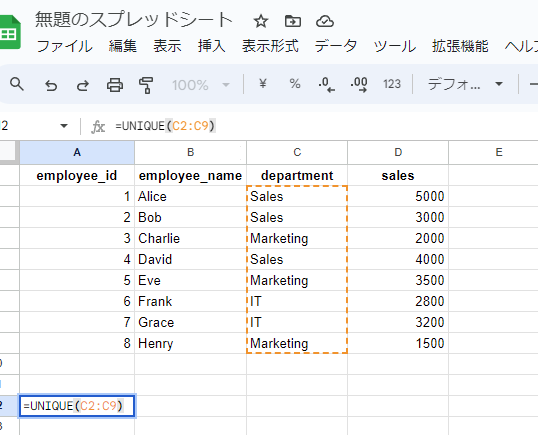 無題のスプレッドシート
ファイル 編集 表示 挿入 表示形式 データ ツール 拡張機能 ヘル
100% ¥ % .0 .00 123 デフォ...
2 fx =UNIQUE(C2:C9)
A B C D E
employee_id employee_name department sales
1 Alice Sales 5000
2 Bob Sales 3000
3 Charlie Marketing 2000
4 David Sales 4000
5 Eve Marketing 3500
6 Frank IT 2800
7 Grace IT 3200
8 Henry Marketing 1500
0
1
2 =UNIQUE(C2:C9)
3